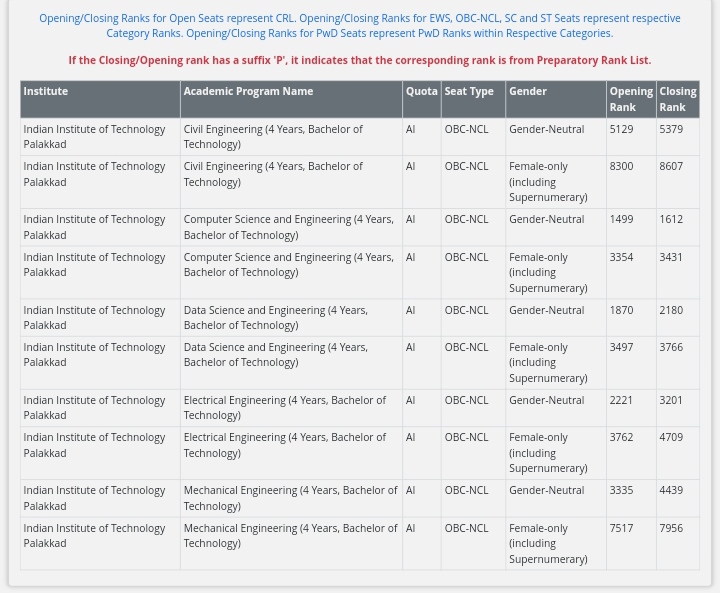 Opening/Closing Ranks for Open Seats represent CRL. Opening/Closing Ranks for EWS, OBC-NCL, SC and ST Seats represent respective
Category Ranks. Opening/Closing Ranks for PwD Seats represent PwD Ranks within Respective Categories.
If the Closing/Opening rank has a suffix 'P', it indicates that the corresponding rank is from Preparatory Rank List.
Institute Academic Program Name Quota Seat Type Gender Opening Closing
Rank Rank
Indian Institute of Technology Civil Engineering (4 Years, Bachelor of AI OBC-NCL Gender-Neutral 5129 5379
Palakkad Technology)
Indian Institute of Technology Civil Engineering (4 Years, Bachelor of AI OBC-NCL Female-only 8300 8607
Palakkad Technology) (including
Supernumerary)
Indian Institute of Technology Computer Science and Engineering (4 Years, AI OBC-NCL Gender-Neutral 1499 1612
Palakkad Bachelor of Technology)
Indian Institute of Technology Computer Science and Engineering (4 Years, AI OBC-NCL Female-only 3354 3431
Palakkad Bachelor of Technology) (including
Supernumerary)
Indian Institute of Technology Data Science and Engineering (4 Years, AI OBC-NCL Gender-Neutral 1870 2180
Palakkad Bachelor of Technology)
Indian Institute of Technology Data Science and Engineering (4 Years, AI OBC-NCL Female-only 3497 3766
Palakkad Bachelor of Technology) (including
Supernumerary)
Indian Institute of Technology Electrical Engineering (4 Years, Bachelor of AI OBC-NCL Gender-Neutral 2221 3201
Palakkad Technology)
Indian Institute of Technology Electrical Engineering (4 Years, Bachelor of AI OBC-NCL Female-only 3762 4709
Palakkad Technology) (including
Supernumerary)
Indian Institute of Technology Mechanical Engineering (4 Years, Bachelor of AI OBC-NCL Gender-Neutral 3335 4439
Palakkad Technology)
Indian Institute of Technology Mechanical Engineering (4 Years, Bachelor of AI OBC-NCL Female-only 7517 7956
Palakkad Technology) (including
Supernumerary)